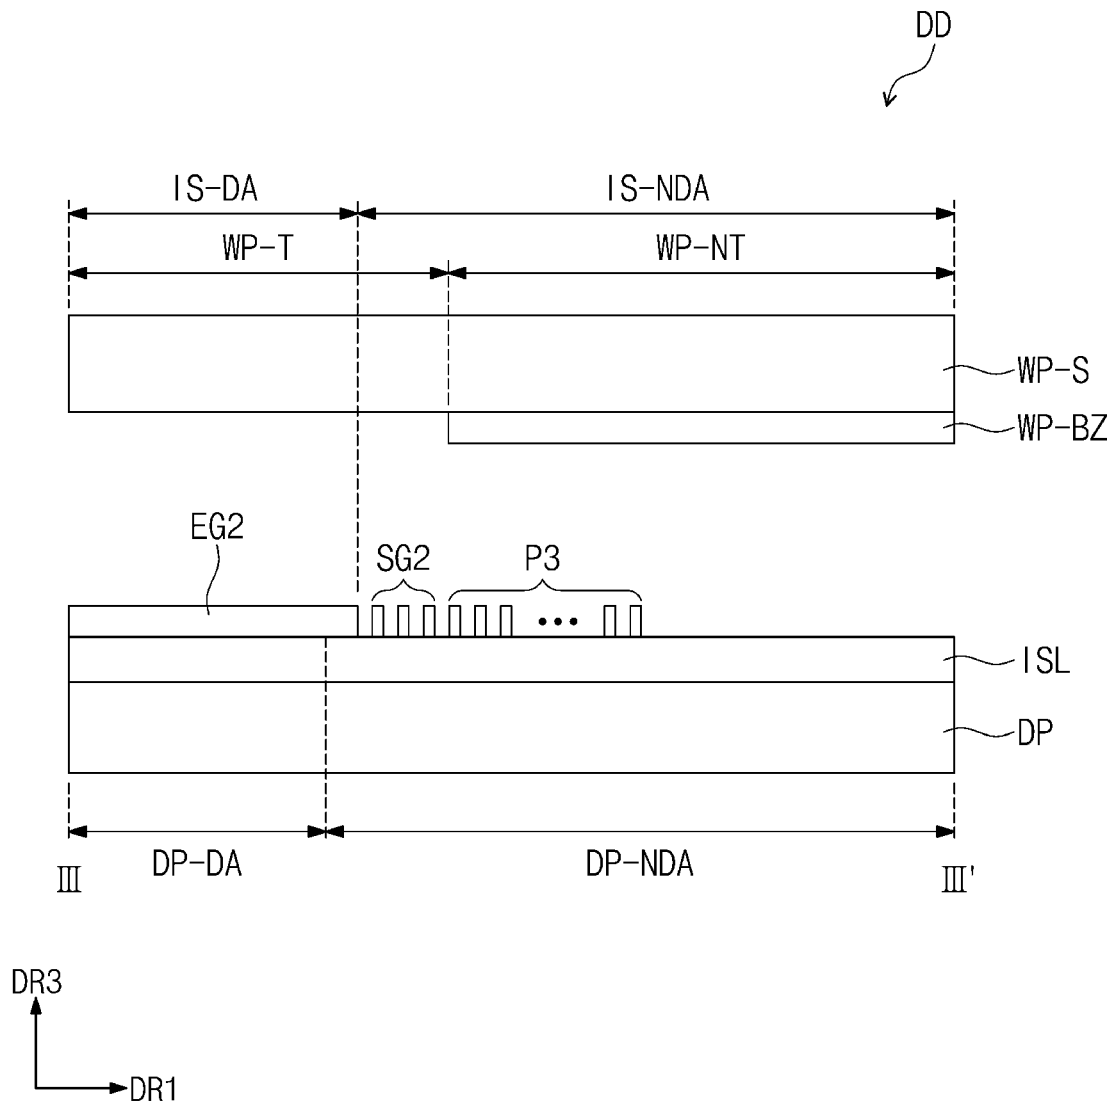 DD
IS-DA IS-NDA
WP-T WP-NT
WP-S
WP-BZ
EG2
SG2 P3
ISL
DP
DP-DA DP-NDA
Ⅲ Ⅲ'
DR3
DR1